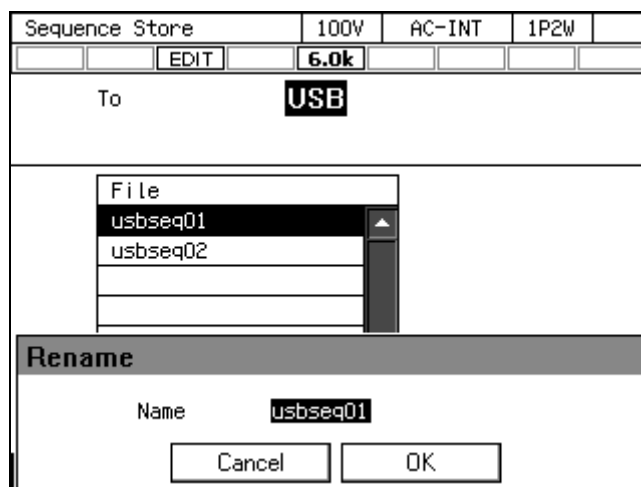 Sequence Store 100V AC-INT 1P2W
EDIT 6.0k
To USB
File
usbseq01
usbseq02
Rename
Name usbseq01
Cancel OK